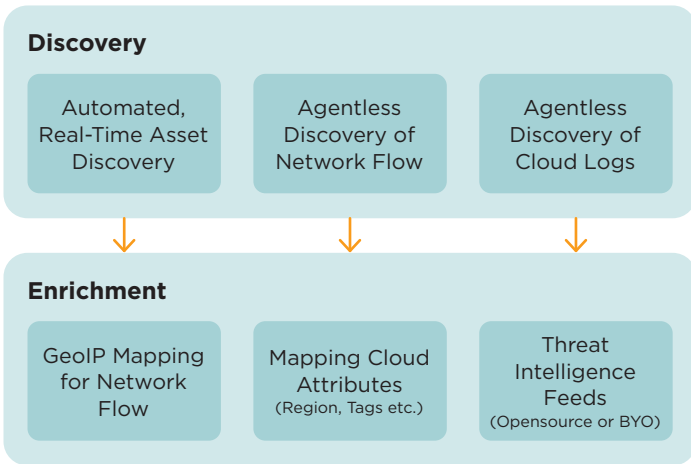 Discovery
Automated,
Real-Time Asset
Discovery
Agentless
Discovery of
Network Flow
Agentless
Discovery of
Cloud Logs
Enrichment
GeoIP Mapping
for Network
Flow
Mapping Cloud
Attributes
(Region, Tags etc.)
Threat
Intelligence
Feeds
(Opensource or BYO)